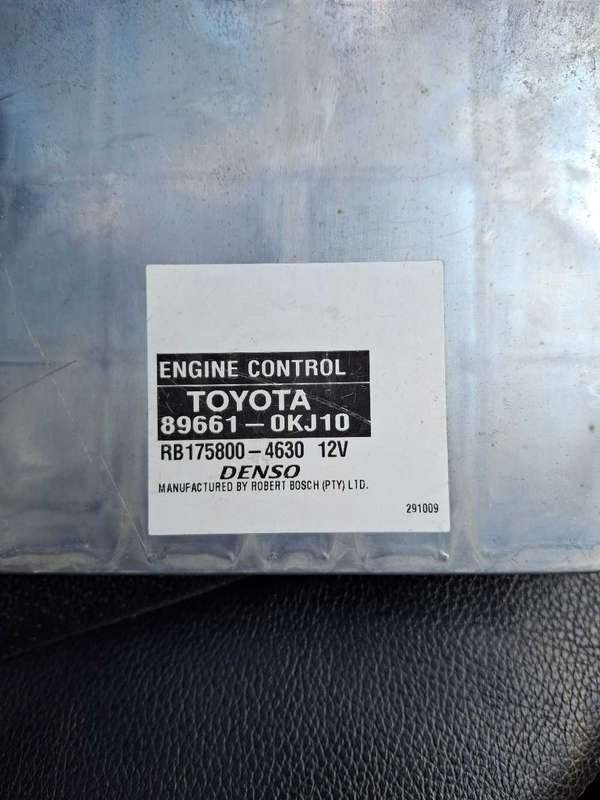 ENGINE CONTROL
TOYOTA
89661-0KJ10
RB175800-4630 12V
DENSO
MANUFACTURED BY ROBERT BOSCH (PTY) LTD.
291009